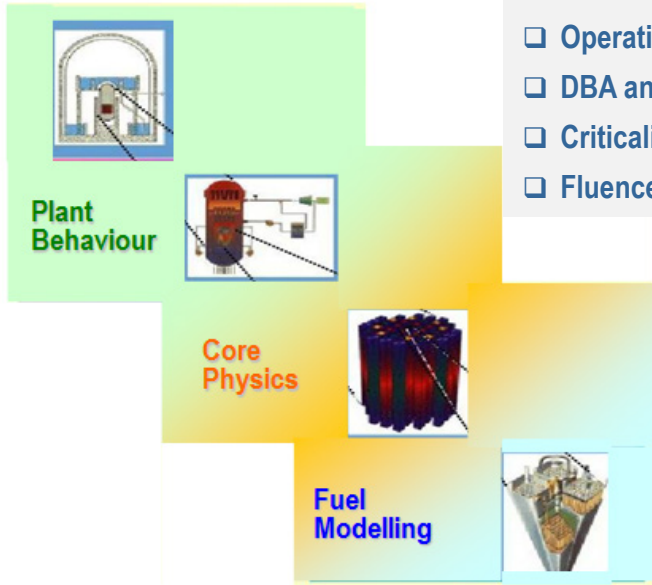 Operati
DBA an
Criticali
Fluence
Plant
Behaviour
Core
Physics
Fuel
Modelling